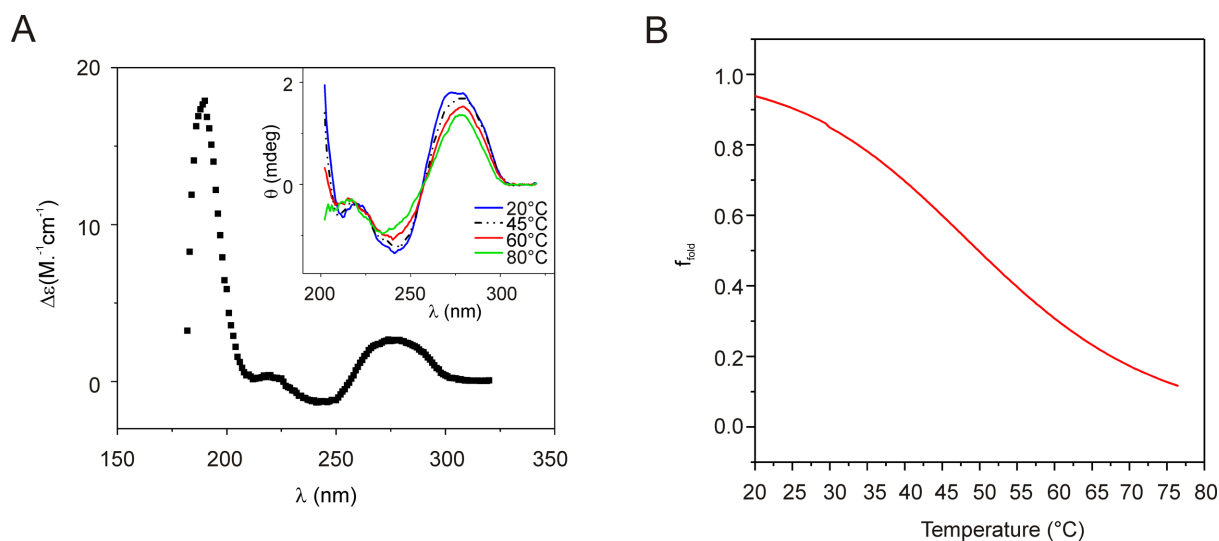 A
20
10
0
Δε(M.⁻¹cm⁻¹)
150 200 250 300 350
λ (nm)
2
0
θ (mdeg)
20°C
45°C
60°C
80°C
200 250 300
λ (nm)
B
1.0
0.8
0.6
0.4
0.2
0.0
f fold
20 25 30 35 40 45 50 55 60 65 70 75 80
Temperature (°C)